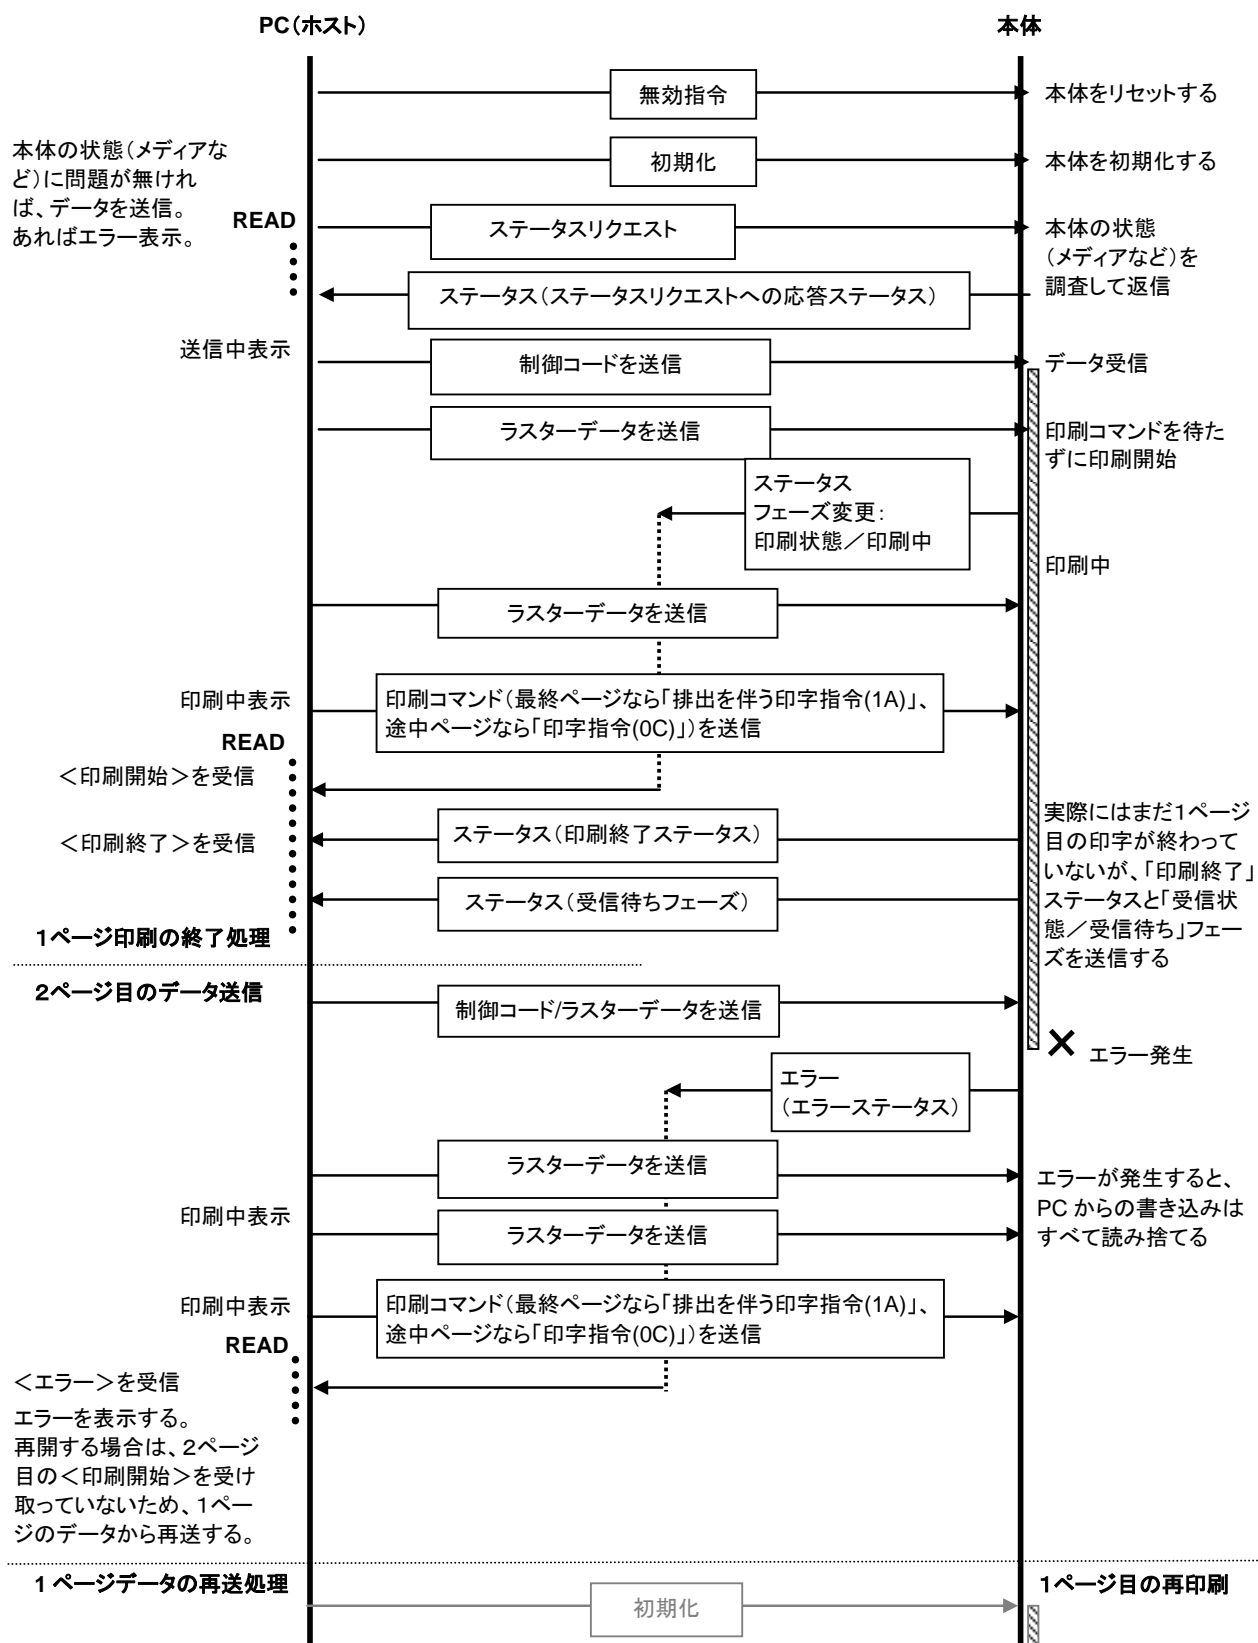 PC（ホスト）
本体
無効指令
本体をリセットする
初期化
本体を初期化する
本体の状態（メディアな
ど）に問題が無けれ
ば、データを送信。
あればエラー表示。
READ
ステータスリクエスト
本体の状態
（メディアなど）を
調査して返信
ステータス（ステータスリクエストへの応答ステータス）
送信中表示
制御コードを送信
データ受信
ラスターデータを送信
印刷コマンドを待た
ずに印刷開始
ステータス
フェーズ変更：
印刷状態／印刷中
印刷中
ラスターデータを送信
印刷中表示
印刷コマンド（最終ページなら「排出を伴う印字指令(1A)」、
途中ページなら「印字指令(0C)」）を送信
READ
＜印刷開始＞を受信
＜印刷終了＞を受信
ステータス（印刷終了ステータス）
ステータス（受信待ちフェーズ）
実際にはまだ１ページ
目の印字が終わって
いないが、「印刷終了」
ステータスと「受信状
態／受信待ち」フェー
ズを送信する
１ページ印刷の終了処理
２ページ目のデータ送信
制御コード/ラスターデータを送信
エラー発生
エラー
（エラーステータス）
ラスターデータを送信
エラーが発生すると、
PC からの書き込みは
すべて読み捨てる
印刷中表示
ラスターデータを送信
印刷中表示
印刷コマンド（最終ページなら「排出を伴う印字指令(1A)」、
途中ページなら「印字指令(0C)」）を送信
READ
＜エラー＞を受信
エラーを表示する。
再開する場合は、２ページ
目の＜印刷開始＞を受け
取っていないため、１ペー
ジのデータから再送する。
1 ページデータの再送処理
１ページ目の再印刷
初期化